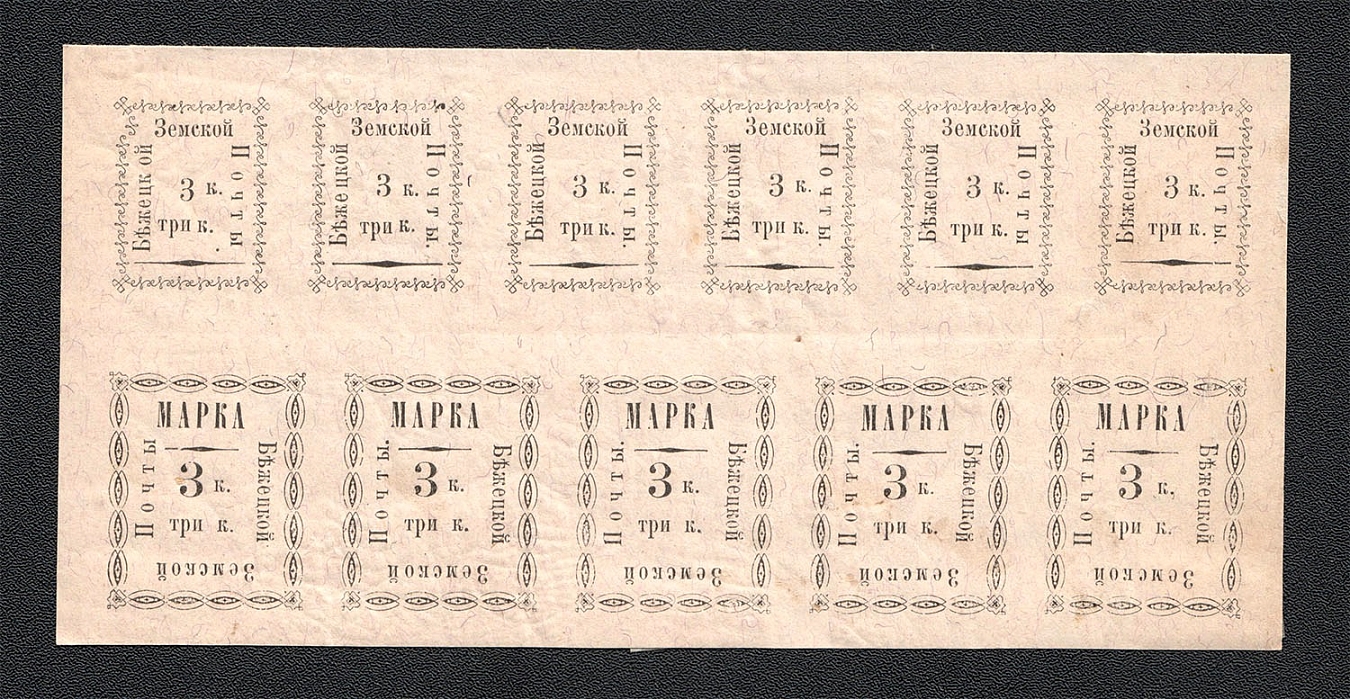 Бѣжецкой
Земской
Почты
3 к.
три к.
Бѣжецкой
Земской
Почты.
3 к.
три к.
Бѣжецкой
Земской
Почты.
3 к.
три к.
Бѣжецкой
Земской
Почты.
3 к.
три к.
Бѣжецкой
Земской
Почты
3 к.
три к.
Бѣжецкой
Земской
Почты.
3 к.
три к.
МАРКА
Бѣжецкой
Земской
Почты
3 к.
три к.
МАРКА
Бѣжецкой
Земской
Почты.
3 к.
три к.
МАРКА
Бѣжецкой
Земской
Почты.
3 к.
три к.
МАРКА
Бѣжецкой
Земской
Почты.
3 к.
три к.
МАРКА
Бѣжецкой
Земской
Почты.
3 к.
три к.